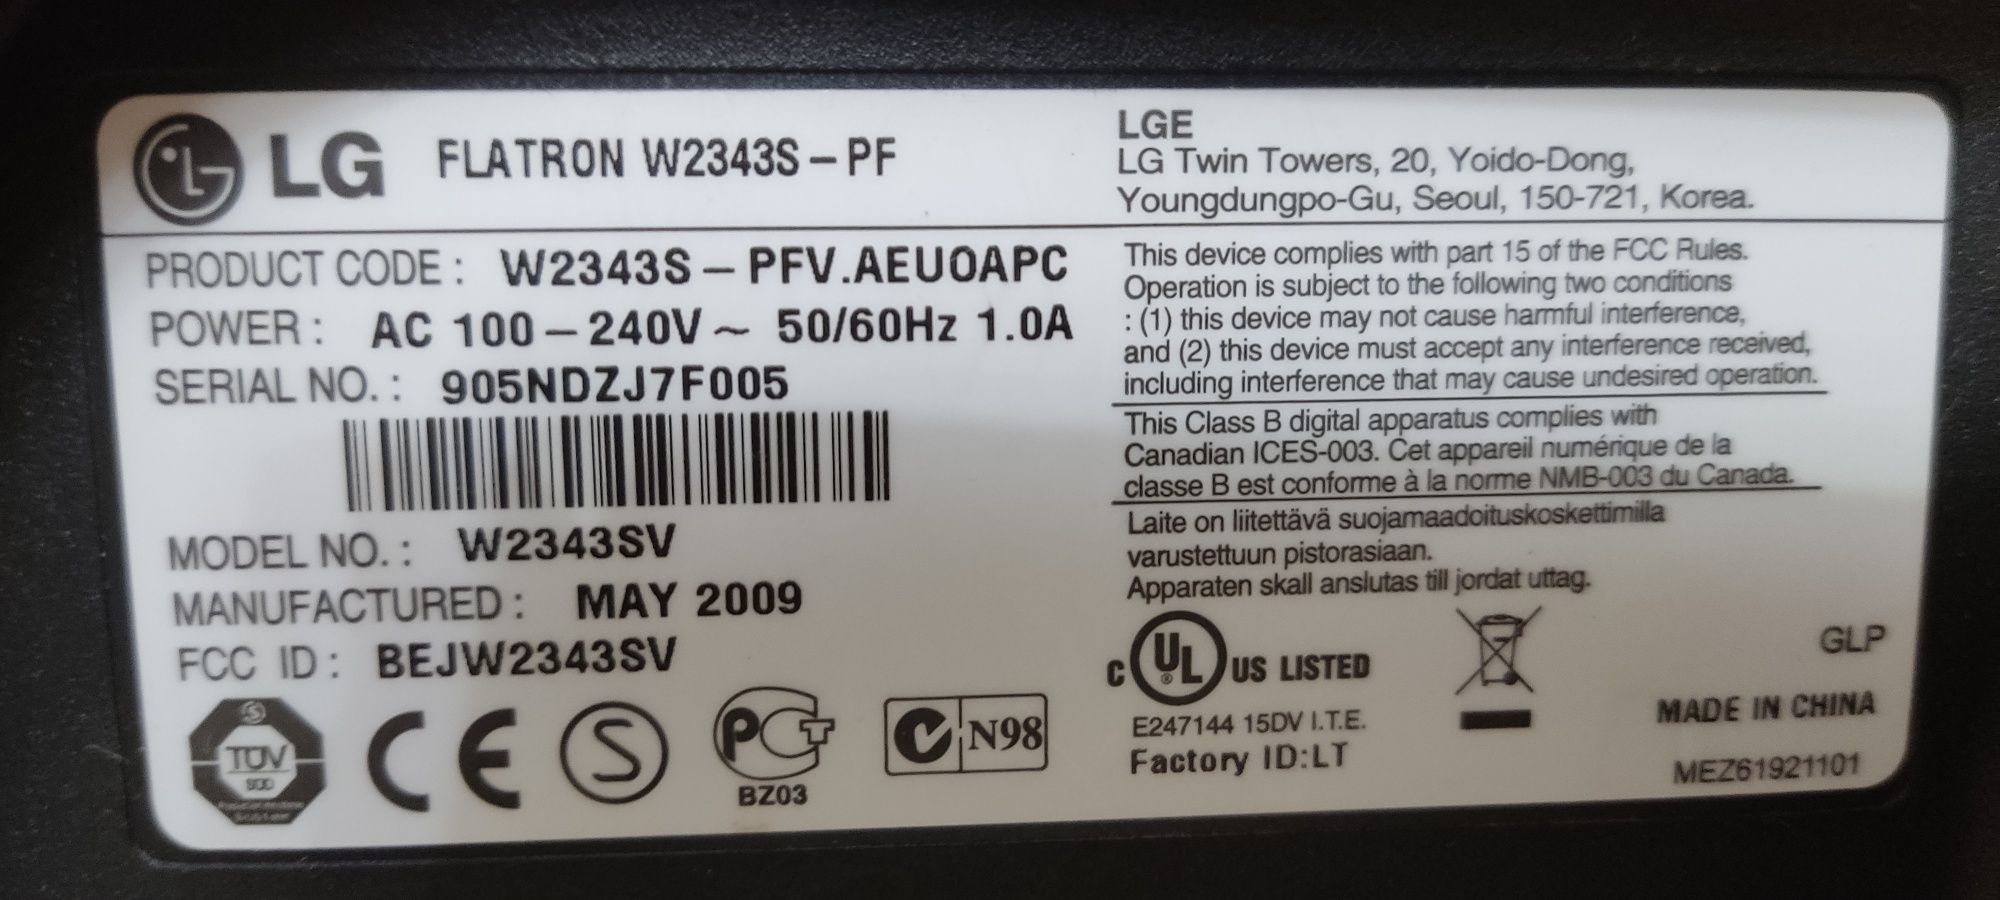 LG FLATRON W2343S – PF
LGE
LG Twin Towers, 20, Yoido-Dong,
Youngdungpo-Gu, Seoul, 150-721, Korea.
PRODUCT CODE : W2343S – PFV.AEUOAPC
POWER : AC 100 – 240V ~ 50/60Hz 1.0A
SERIAL NO. : 905NDZJ7F005
MODEL NO. : W2343SV
MANUFACTURED : MAY 2009
FCC ID : BEJW2343SV
TÜV
CE
S
PCT
BZ03
N98
This device complies with part 15 of the FCC Rules.
Operation is subject to the following two conditions
: (1) this device may not cause harmful interference,
and (2) this device must accept any interference received,
including interference that may cause undesired operation.
This Class B digital apparatus complies with
Canadian ICES-003. Cet appareil numérique de la
classe B est conforme à la norme NMB-003 du Canada.
Laite on liitettävä suojamaadoituskoskettimilla
varustettuun pistorasiaan.
Apparaten skall anslutas till jordat uttag.
C UL ® US LISTED
E247144 15DV I.T.E.
Factory ID:LT
GLP
MADE IN CHINA
MEZ61921101